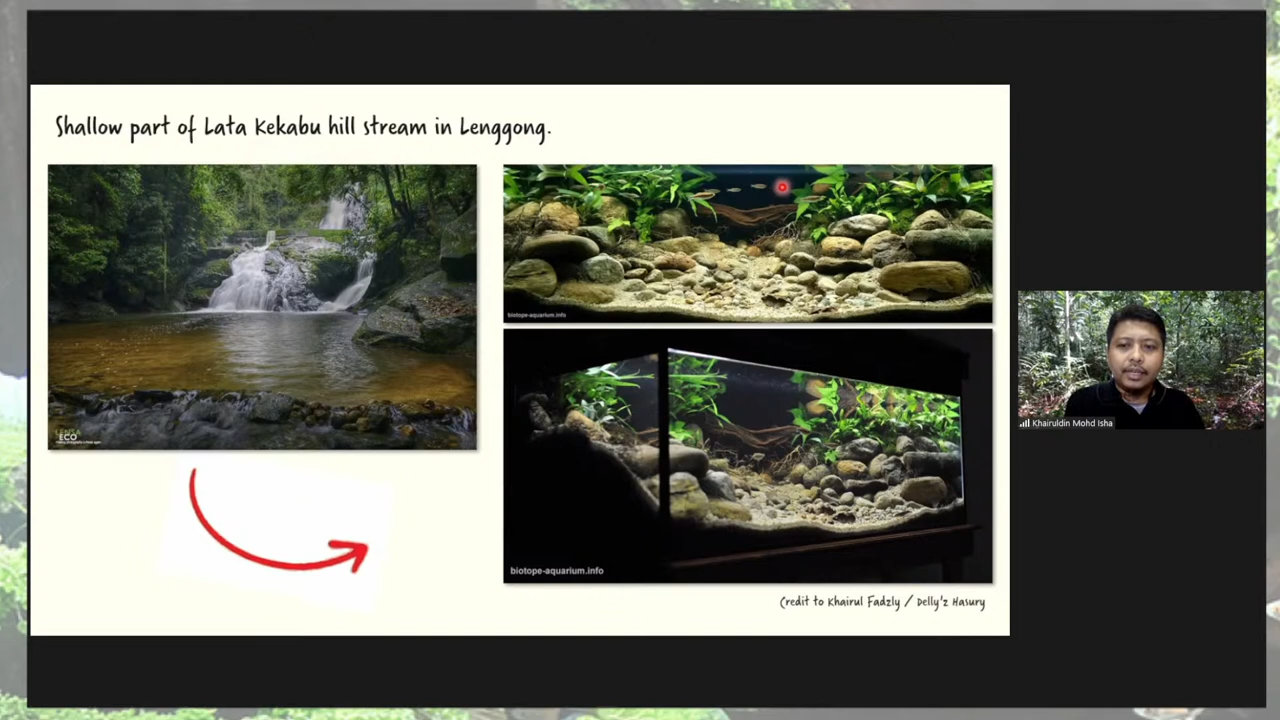 Shallow part of Lata Kekabu hill stream in Lenggong.
biotope-aquarium.info
ECO
biotope-aquarium.info
Credit to Khairul Fadzly / Delly'z Hasury
Khairuldin Mohd Isha